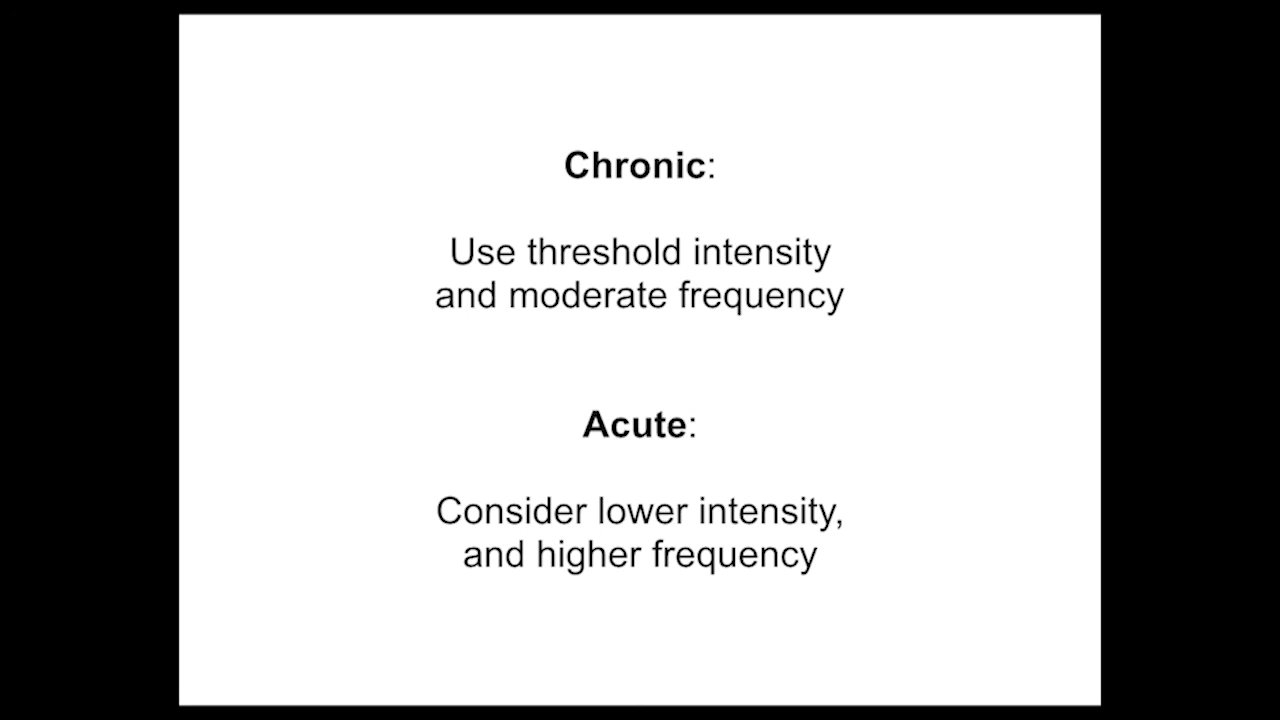 Chronic:
Use threshold intensity
and moderate frequency
Acute:
Consider lower intensity,
and higher frequency